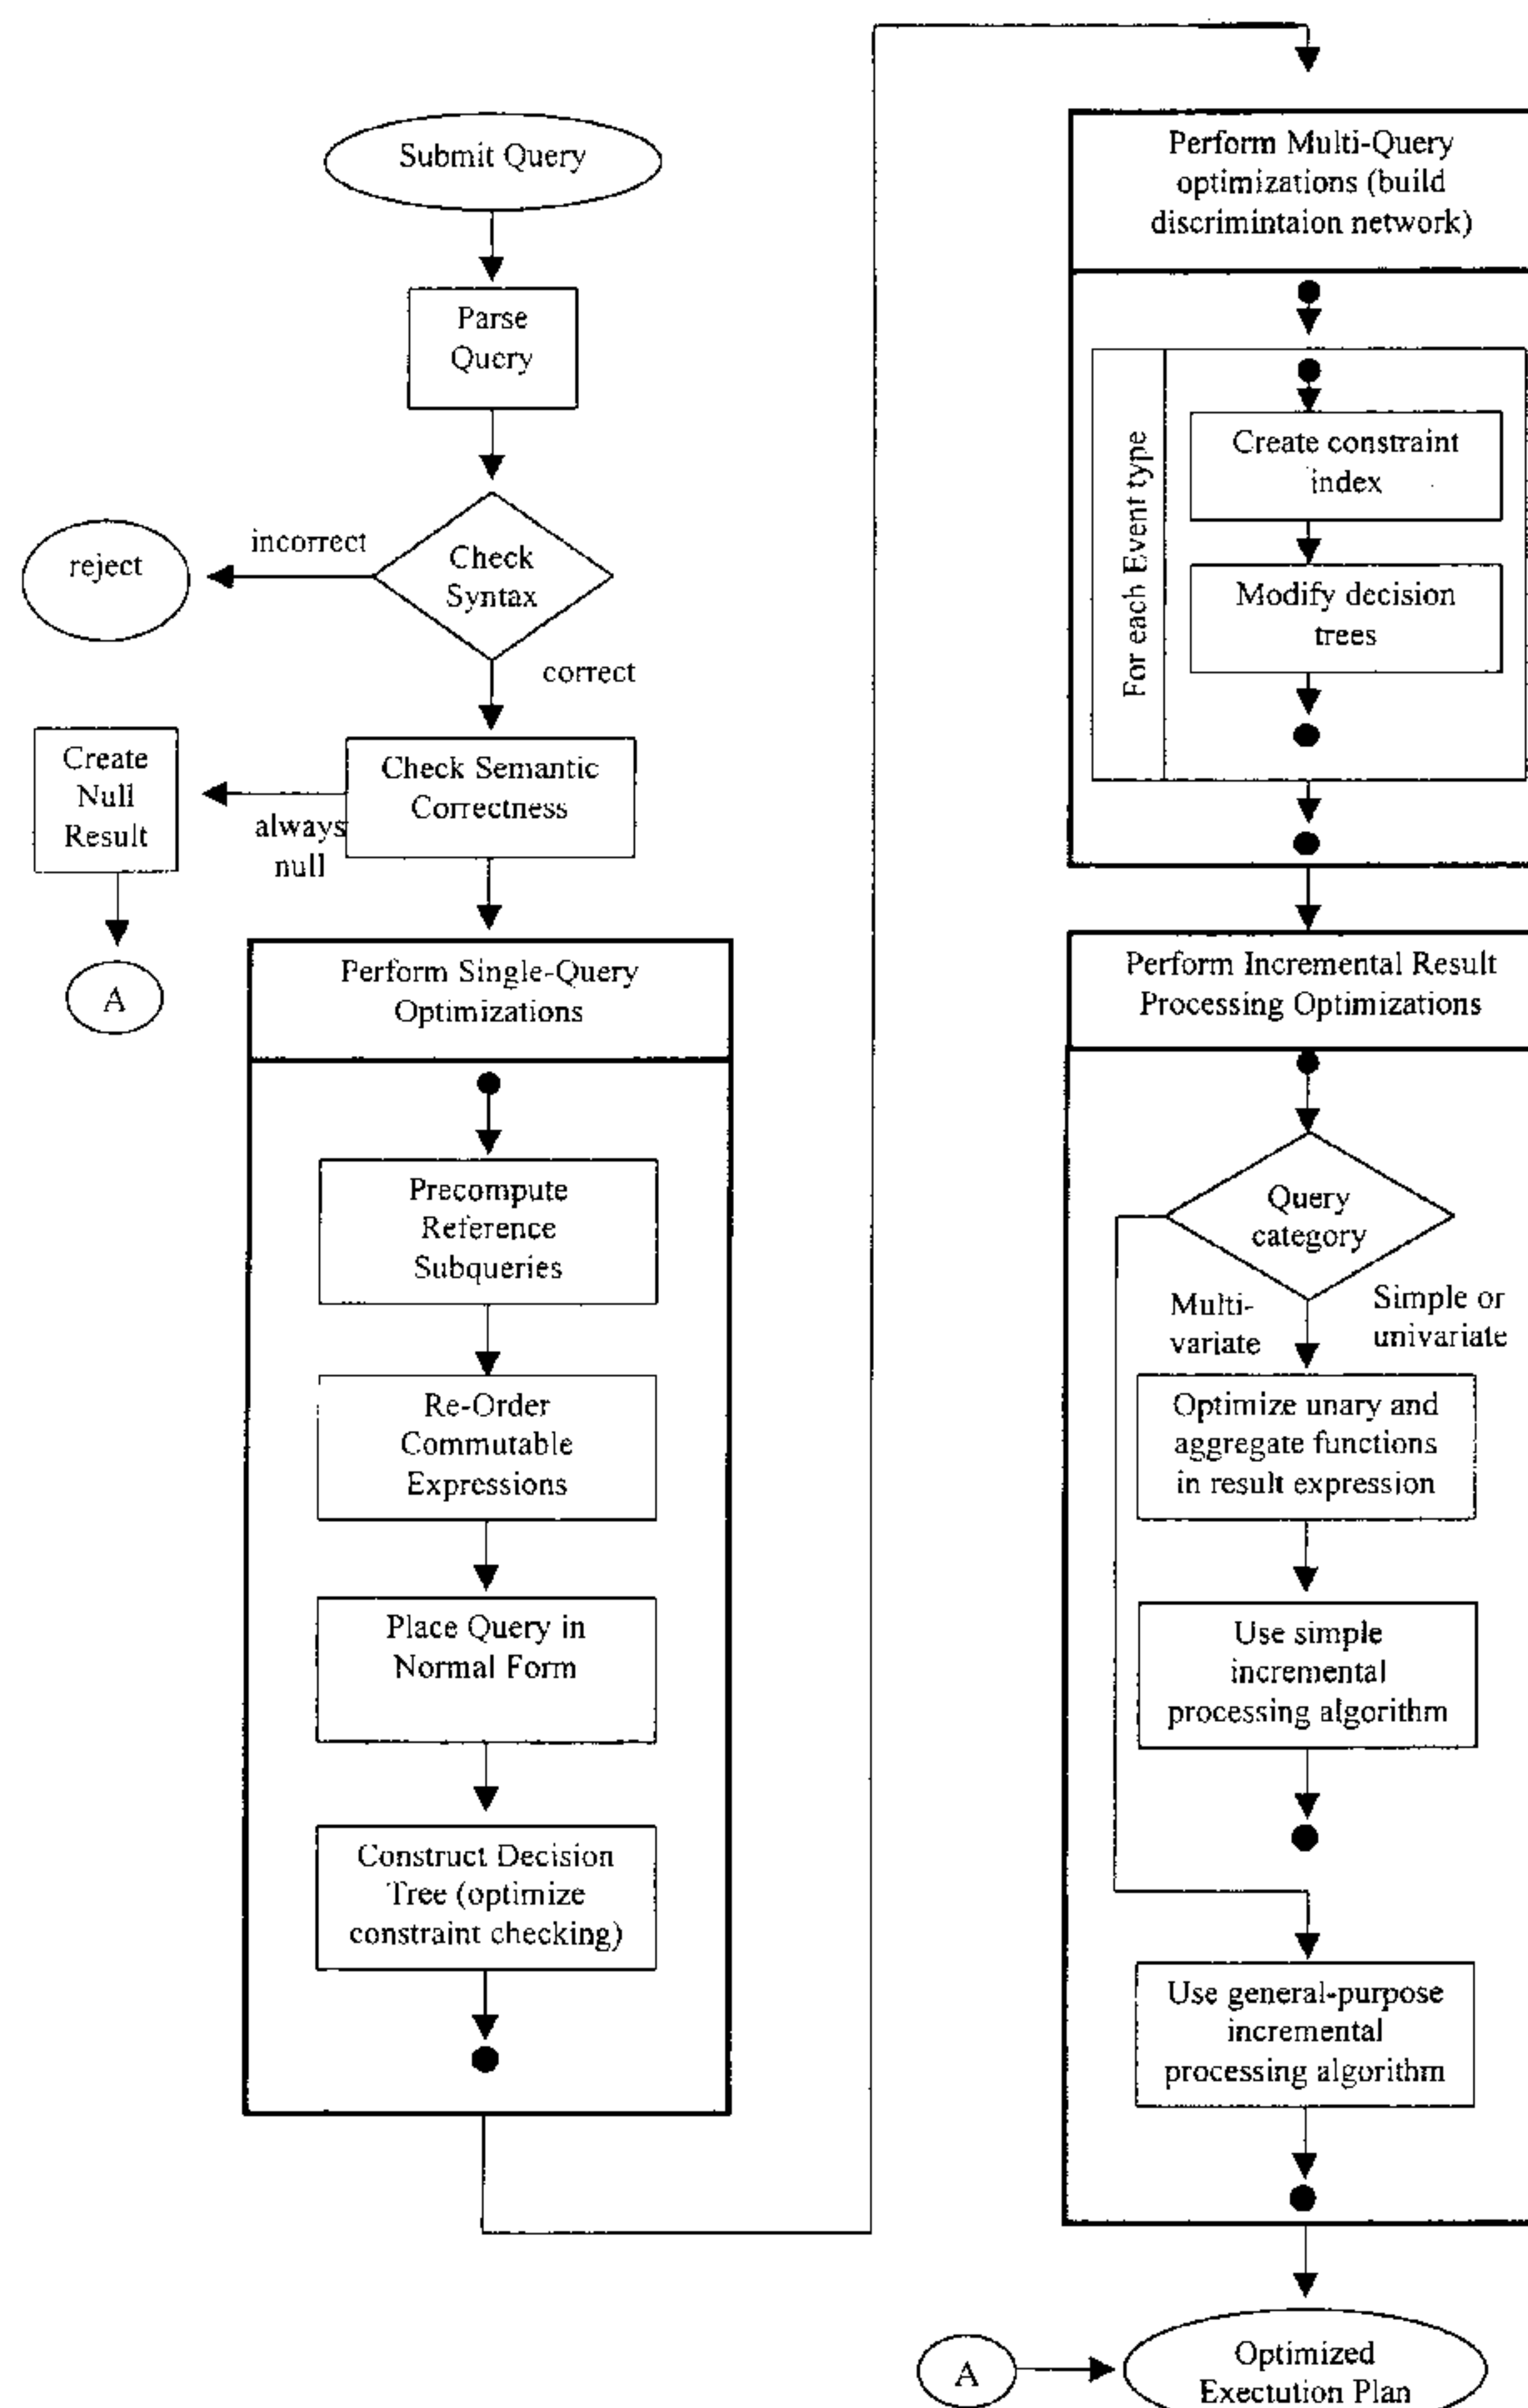 Submit Query
Parse
Query
Check
Syntax
incorrect
reject
correct
Check Semantic
Correctness
always
null
Create
Null
Result
A
Perform Single-Query
Optimizations
Precompute
Reference
Subqueries
Re-Order
Commutable
Expressions
Place Query in
Normal Form
Construct Decision
Tree (optimize
constraint checking)
Perform Multi-Query
optimizations (build
discrimintaion network)
For each Event type
Create constraint
index
Modify decision
trees
Perform Incremental Result
Processing Optimizations
Query
category
Multi-
variate
Simple or
univariate
Optimize unary and
aggregate functions
in result expression
Use simple
incremental
processing algorithm
Use general-purpose
incremental
processing algorithm
A
Optimized
Exectution Plan